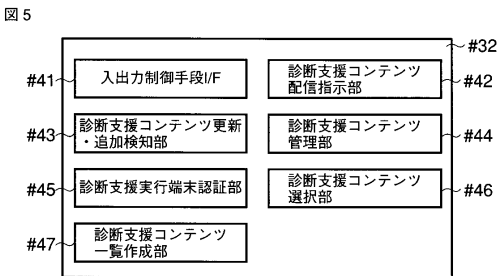 図5
#32
#41
入出力制御手段I/F
診断支援コンテンツ
配信指示部
#42
#43
診断支援コンテンツ更新
・追加検知部
診断支援コンテンツ
管理部
#44
#45
診断支援実行端末認証部
診断支援コンテンツ
選択部
#46
#47
診断支援コンテンツ
一覧作成部